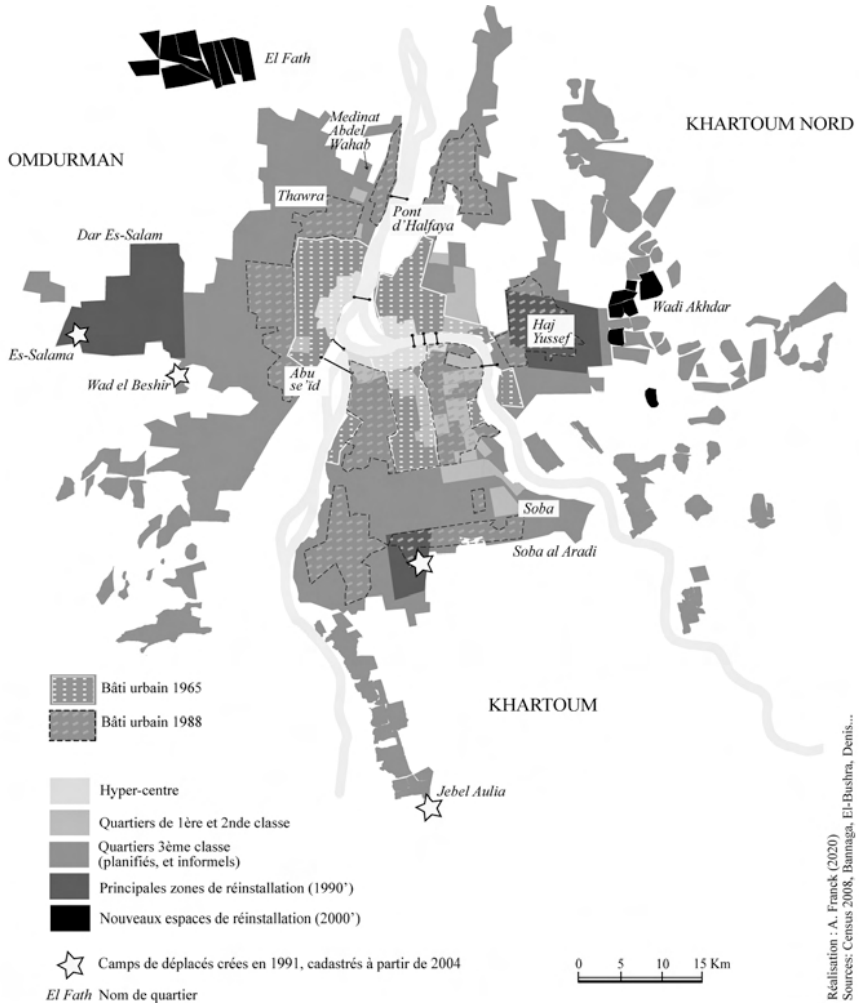 El Fath
Medinat
Abdel
Wahab
KHARTOUM NORD
OMDURMAN
Thawra
Pont
d'Halfaya
Dar Es-Salam
Wadi Akhdar
Haj
Yussef
Es-Salama
Wad el Beshir
Abu
se'ïd
Soba
Soba al Aradi
KHARTOUM
Jebel Aulia
Bâti urbain 1965
Bâti urbain 1988
Hyper-centre
Quartiers de 1ère et 2nde classe
Quartiers 3ème classe
(planifiés, et informels)
Principales zones de réinstallation (1990')
Nouveaux espaces de réinstallation (2000')
Camps de déplacés crées en 1991, cadastrés à partir de 2004
El Fath Nom de quartier
0 5 10 15 Km
Réalisation : A. Franck (2020)
Sources: Census 2008, Bannaga, El-Bushra, Denis...